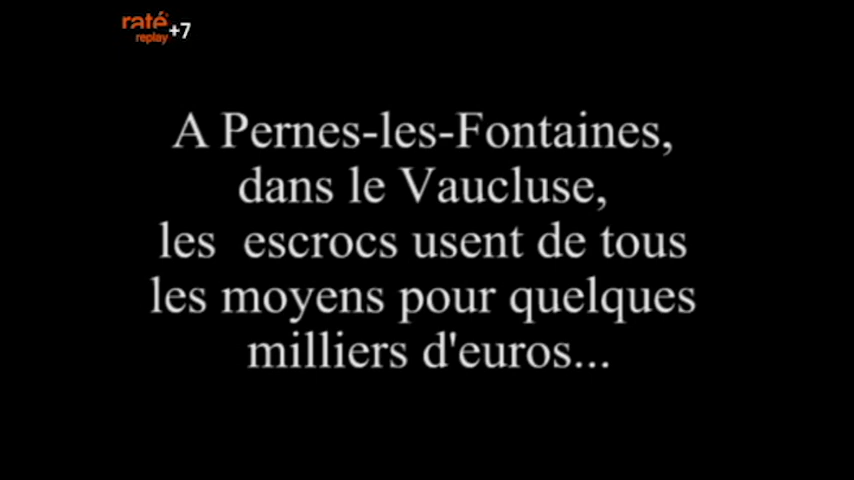 raté
replay +7
A Pernes-les-Fontaines,
dans le Vaucluse,
les escrocs usent de tous
les moyens pour quelques
milliers d'euros...